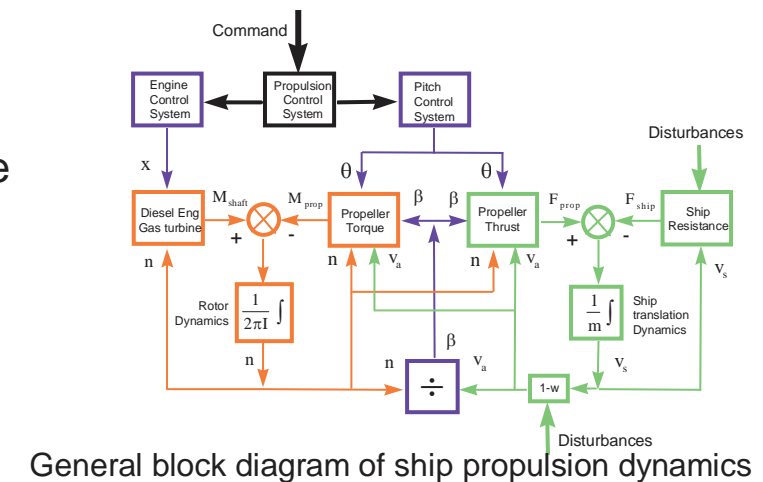 Command
Engine
Control
System
Propulsion
Control
System
Pitch
Control
System
Disturbances
e
x
θ
θ
M shaft
M prop
β
β
F prop
F ship
Diesel Eng
Gas turbine
+
-
Propeller
Torque
Propeller
Thrust
+
-
Ship
Resistance
n
n
v a
n
v a
v s
Rotor
Dynamics
1
2πI
∫
1
m
∫
Ship
translation
Dynamics
n
β
n
÷
v a
1-w
v s
Disturbances
General block diagram of ship propulsion dynamics